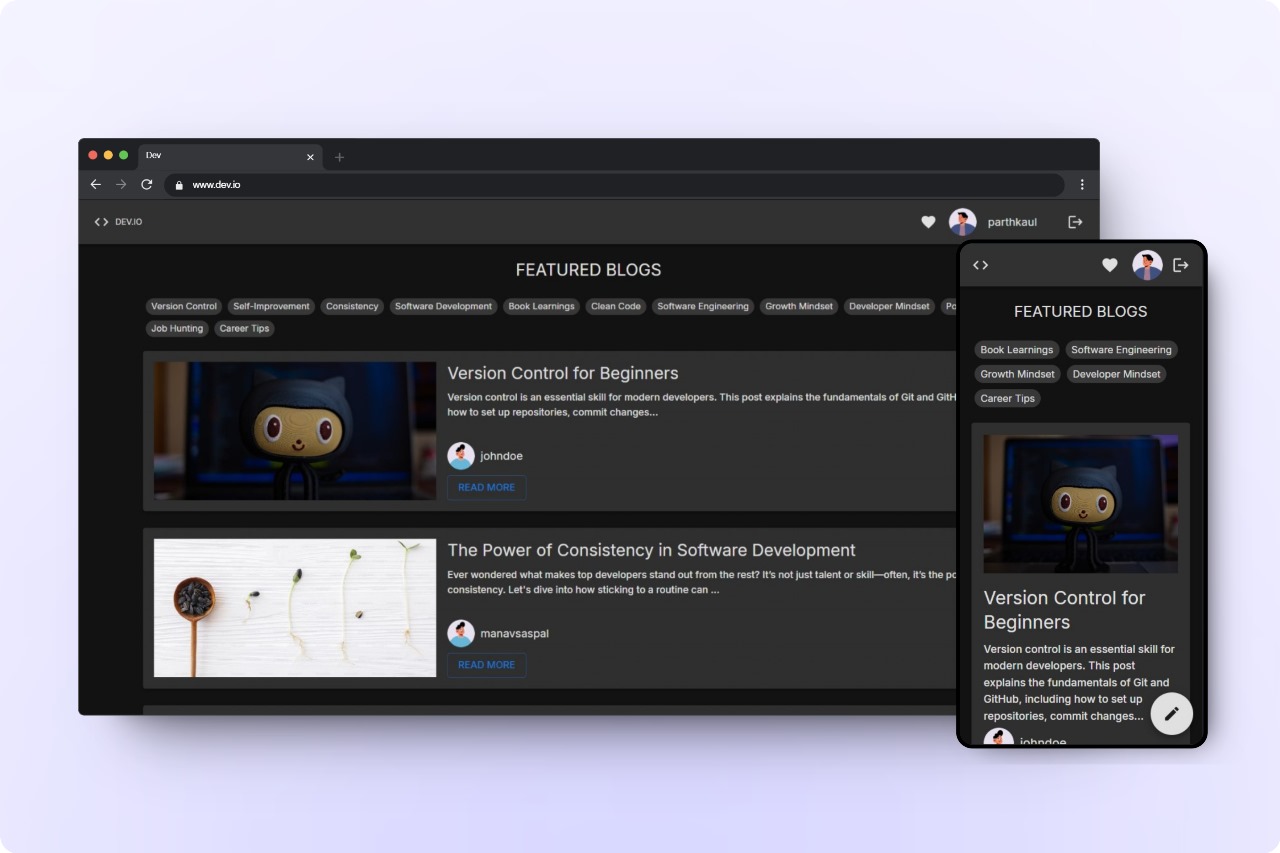 Dev
www.dev.io
DEV.IO
parthkaul
FEATURED BLOGS
Version Control Self-Improvement Consistency Software Development Book Learnings Clean Code Software Engineering Growth Mindset Developer Mindset
Job Hunting Career Tips
Version Control for Beginners
Version control is an essential skill for modern developers. This post explains the fundamentals of Git and GitH
how to set up repositories, commit changes...
johndoe
READ MORE
The Power of Consistency in Software Development
Ever wondered what makes top developers stand out from the rest? It's not just talent or skill—often, it's the po
consistency. Let's dive into how sticking to a routine can ...
manavsaspal
READ MORE
FEATURED BLOGS
Book Learnings Software Engineering
Growth Mindset Developer Mindset
Career Tips
Version Control for
Beginners
Version control is an essential skill for
modern developers. This post
explains the fundamentals of Git and
GitHub, including how to set up
repositories, commit changes...
johndoe